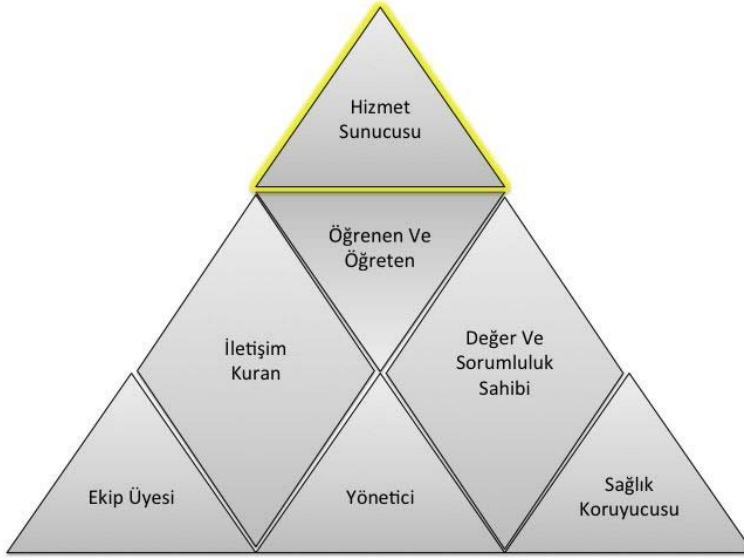 Hizmet
Sunucusu
Öğrenen Ve
Öğreten
İletişim
Kuran
Değer Ve
Sorumluluk
Sahibi
Ekip Üyesi
Yönetici
Sağlık
Koruyucusu